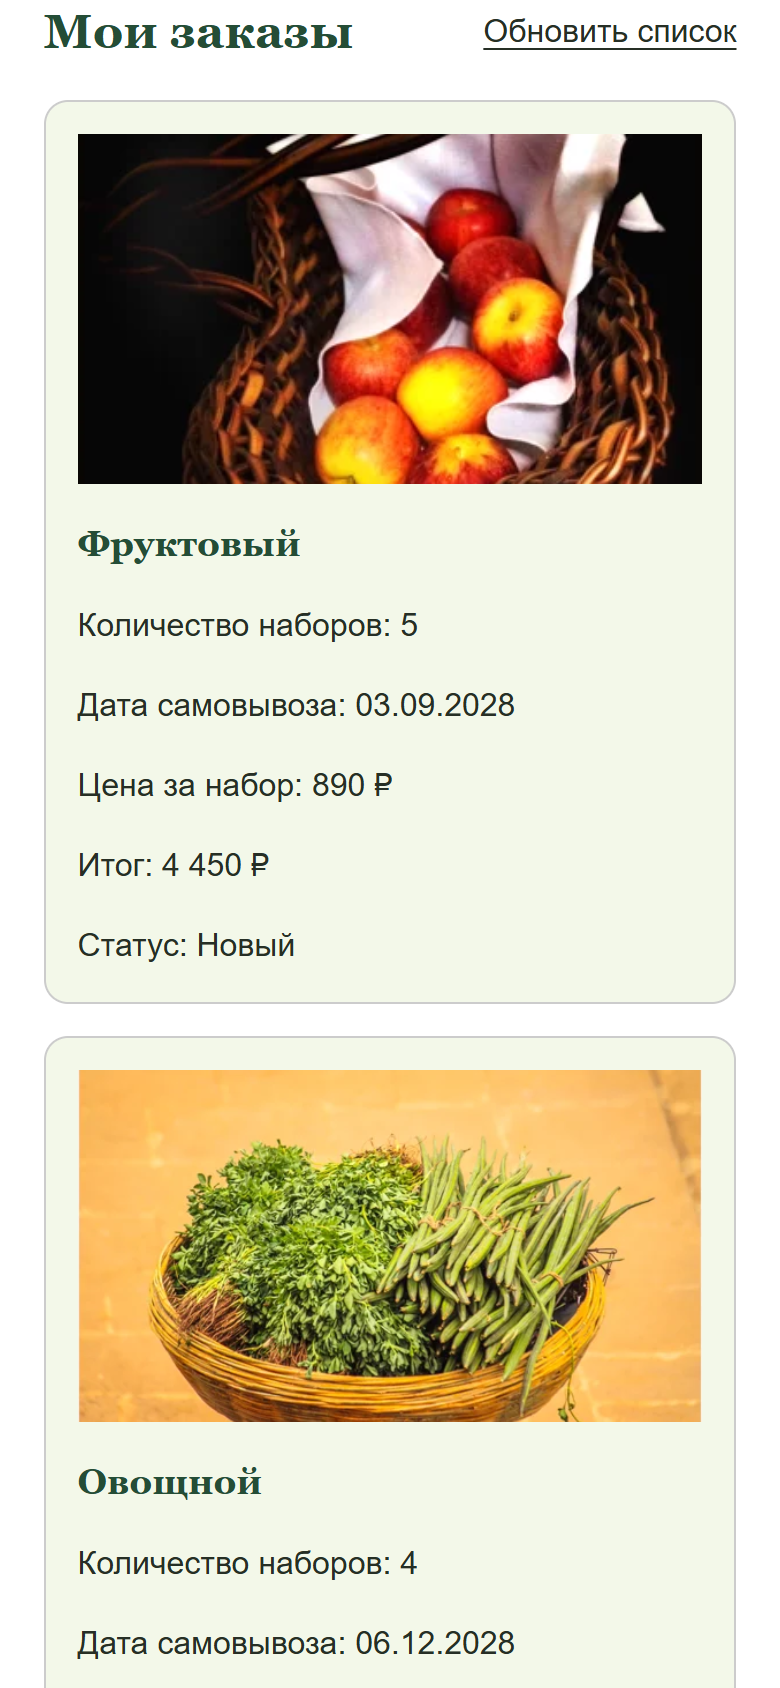 Мои заказы
Обновить список
Фруктовый
Количество наборов: 5
Дата самовывоза: 03.09.2028
Цена за набор: 890 ₽
Итог: 4 450 ₽
Статус: Новый
Овощной
Количество наборов: 4
Дата самовывоза: 06.12.2028